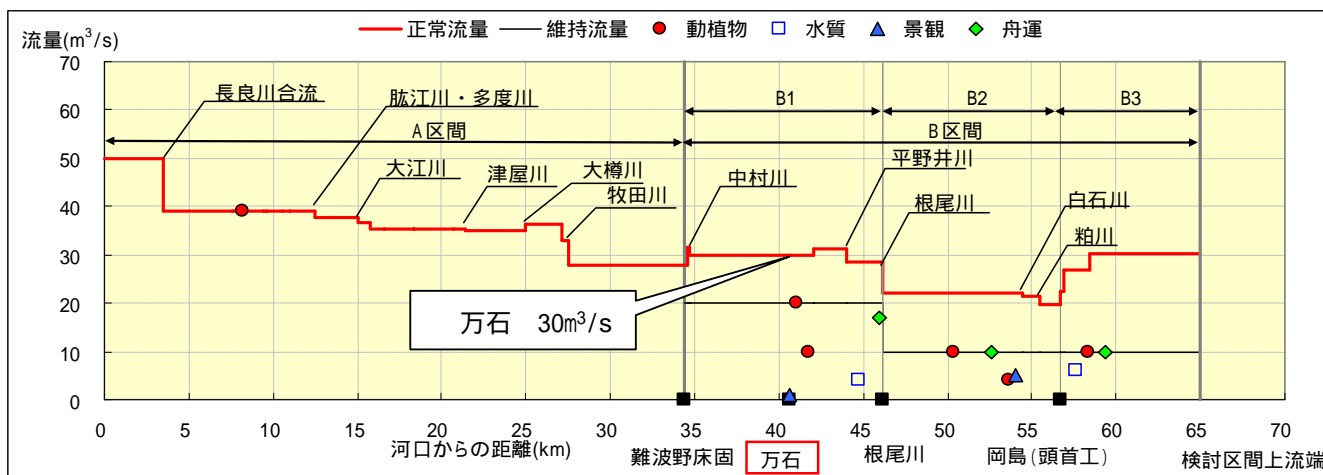 流量(m³/s)
正常流量 維持流量 動植物 水質 景観 舟運
70
60
50
40
30
20
10
0
長良川合流
肱江川・多度川
B1 B2 B3
A区間 B区間
大江川
津屋川
大樽川
牧田川
中村川
平野井川
根尾川
白石川
粕川
万石 30m³/s
0 5 10 15 20 25 30 35 40 45 50 55 60 65 70
河口からの距離(km)
難波野床固 万石 根尾川 岡島(頭首工) 検討区間上流端